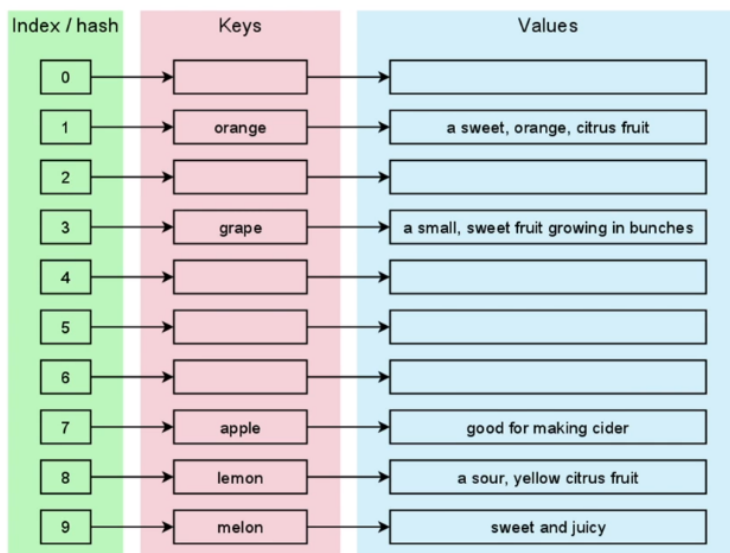 Index / hash Keys Values
0
1 orange a sweet, orange, citrus fruit
2
3 grape a small, sweet fruit growing in bunches
4
5
6
7 apple good for making cider
8 lemon a sour, yellow citrus fruit
9 melon sweet and juicy